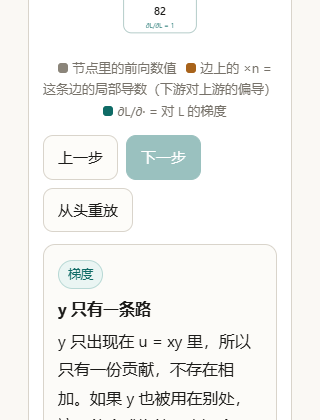 82
∂L/∂L = 1
节点里的前向数值 边上的 ×n =
这条边的局部导数（下游对上游的偏导）
∂L/∂· = 对 L 的梯度
上一步
下一步
从头重放
梯度
y 只有一条路
y 只出现在 u = xy 里，所以
只有一份贡献，不存在相
加。如果 y 也被用在别处，